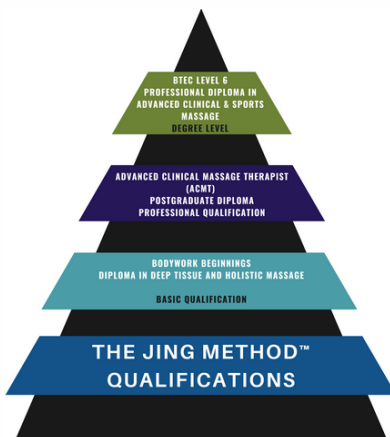 BTEC LEVEL 6
PROFESSIONAL DIPLOMA IN
ADVANCED CLINICAL & SPORTS
MASSAGE
DEGREE LEVEL
ADVANCED CLINICAL MASSAGE THERAPIST
(ACMT)
POSTGRADUATE DIPLOMA
PROFESSIONAL QUALIFICATION
BODYWORK BEGINNINGS
DIPLOMA IN DEEP TISSUE AND HOLISTIC MASSAGE
BASIC QUALIFICATION
THE JING METHOD™
QUALIFICATIONS